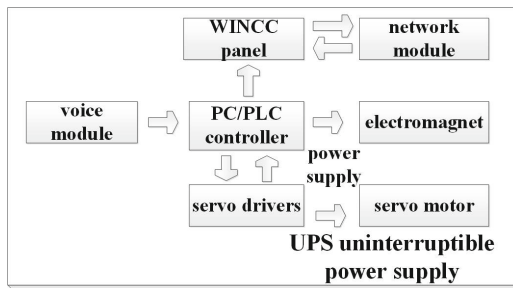 WINCC
panel
network
module
voice
module
PC/PLC
controller
electromagnet
power
supply
servo drivers
servo motor
UPS uninterruptible
power supply